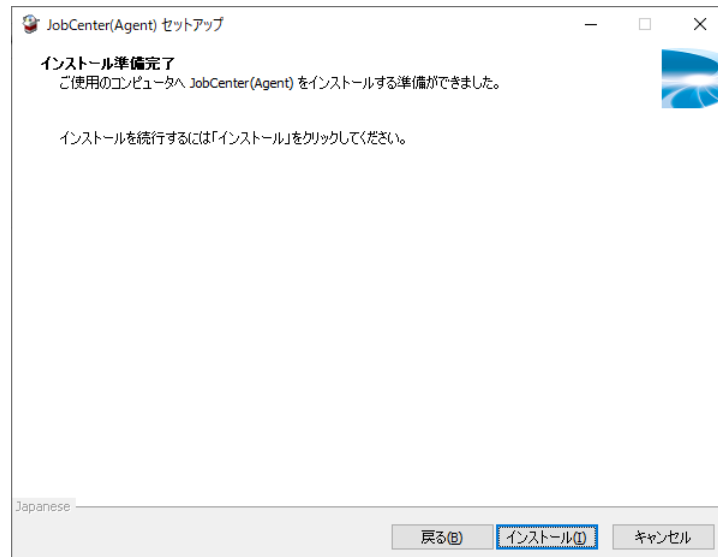 JobCenter(Agent) セットアップ
インストール準備完了
ご使用のコンピュータへ JobCenter(Agent) をインストールする準備ができました。
インストールを続行するには「インストール」をクリックしてください。
Japanese
戻る(B) インストール(I) キャンセル